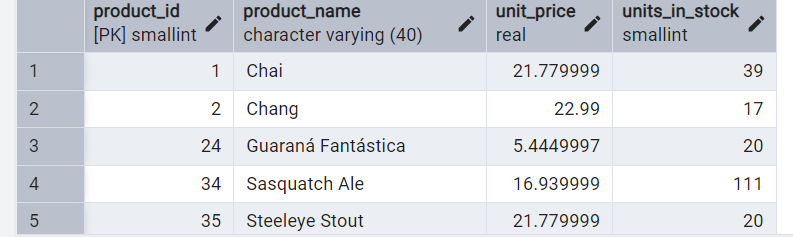 product_id product_name unit_price units_in_stock
[PK] smallint character varying (40) real smallint
1 1 Chai 21.779999 39
2 2 Chang 22.99 17
3 24 Guaraná Fantástica 5.4449997 20
4 34 Sasquatch Ale 16.939999 111
5 35 Steeleye Stout 21.779999 20